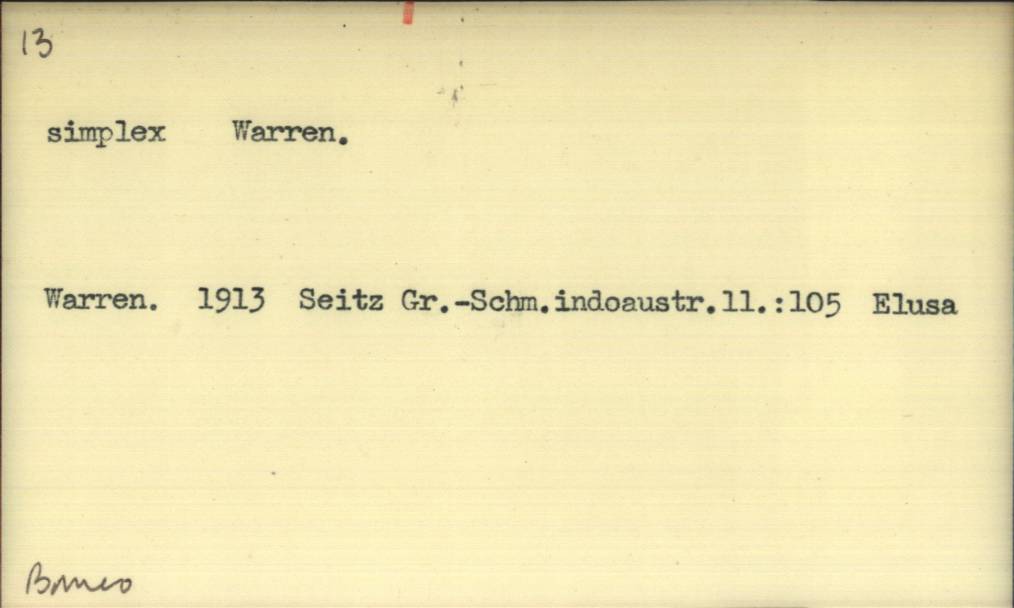 13
simplex Warren.
Warren. 1913 Seitz Gr.-Schm.indoaustr.11.:105 Elusa
Borneo